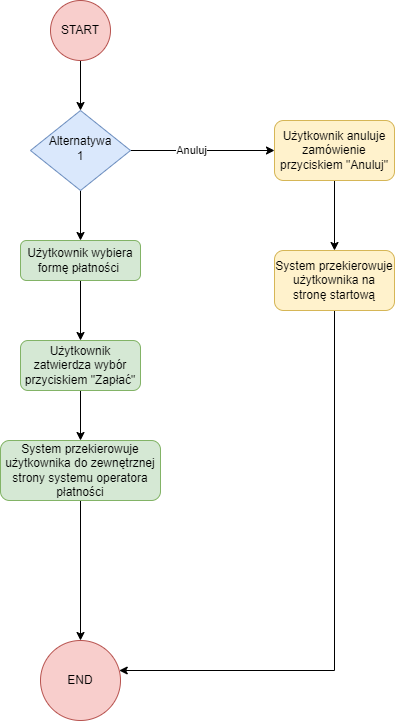 START
Alternatywa
1
Anuluj
Użytkownik anuluje
zamówienie
przyciskiem "Anuluj"
Użytkownik wybiera
formę płatności
System przekierowuje
użytkownika na
stronę startową
Użytkownik
zatwierdza wybór
przyciskiem "Zapłać"
System przekierowuje
użytkownika do zewnętrznej
strony systemu operatora
płatności
END